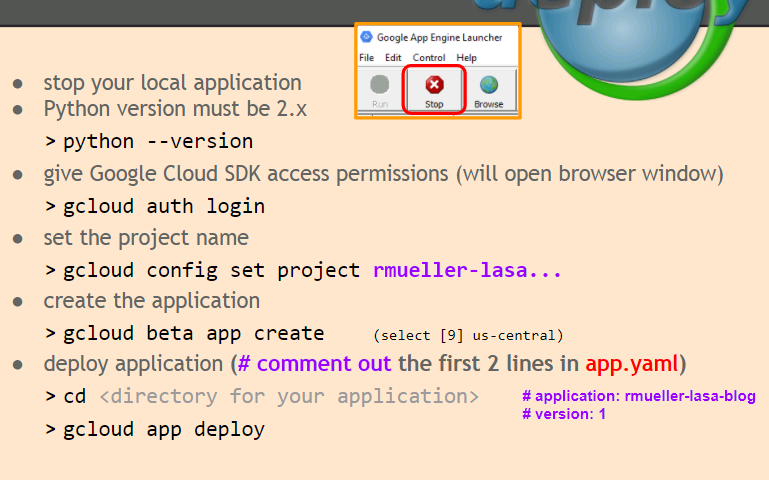 deploy
Google App Engine Launcher
File Edit Control Help
Run Stop Browse
● stop your local application
● Python version must be 2.x
> python --version
● give Google Cloud SDK access permissions (will open browser window)
> gcloud auth login
● set the project name
> gcloud config set project rmueller-lasa...
● create the application
> gcloud beta app create (select [9] us-central)
● deploy application (# comment out the first 2 lines in app.yaml)
> cd <directory for your application>
# application: rmueller-lasa-blog
# version: 1
> gcloud app deploy